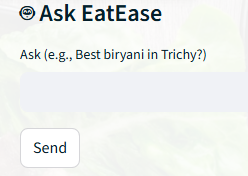 Ask EatEase
Ask (e.g., Best biryani in Trichy?)
Send